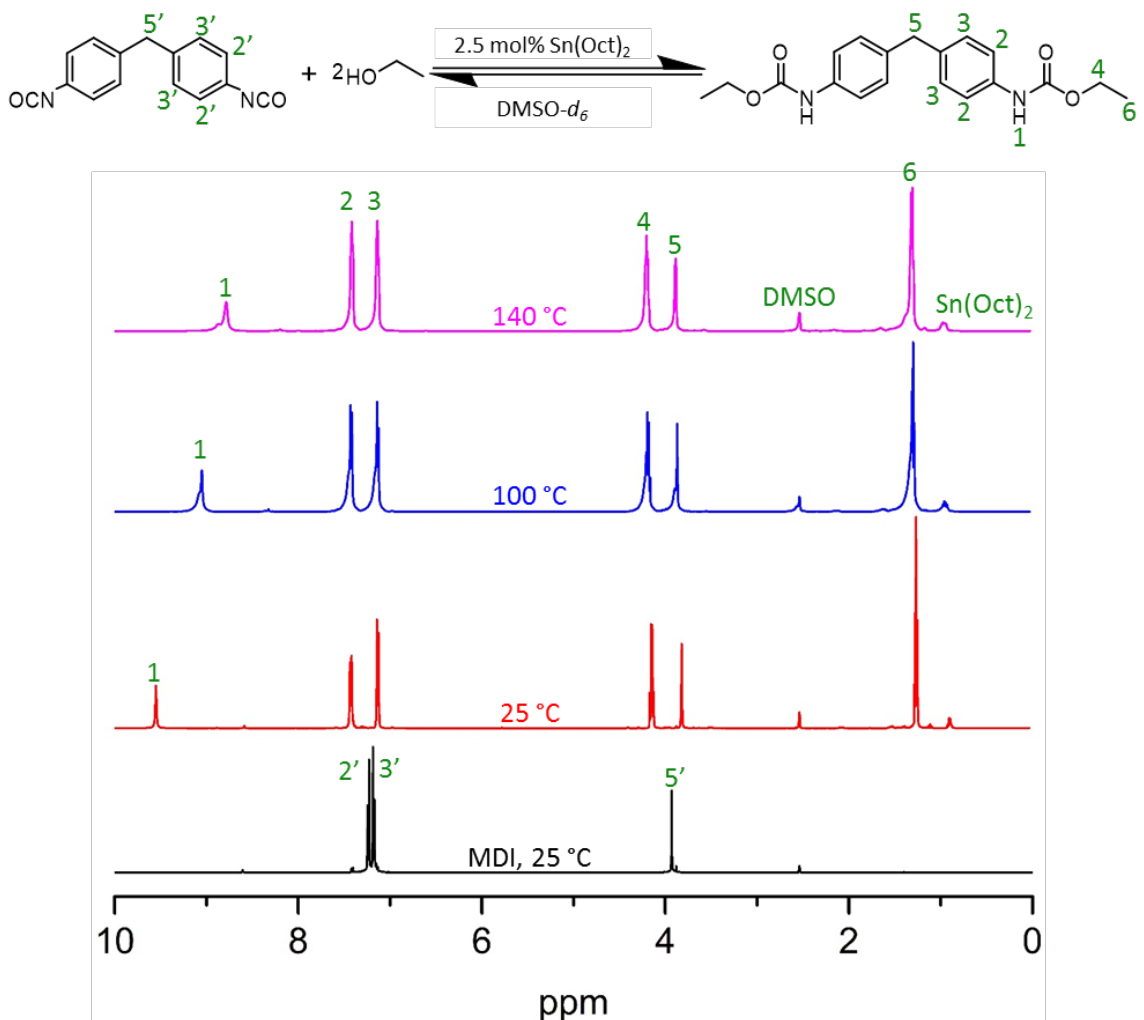 5’ 3’ 2’ 3’ 2’
OCN NCO
+ 2HO
2.5 mol% Sn(Oct)2
DMSO-d6
5 3 2 3 2 4 6 1
O O N H N H O O
1 2 3 4 5 6
DMSO
Sn(Oct)2
140 °C
1
100 °C
1
25 °C
2’ 3’ 5’
MDI, 25 °C
10 8 6 4 2 0
ppm